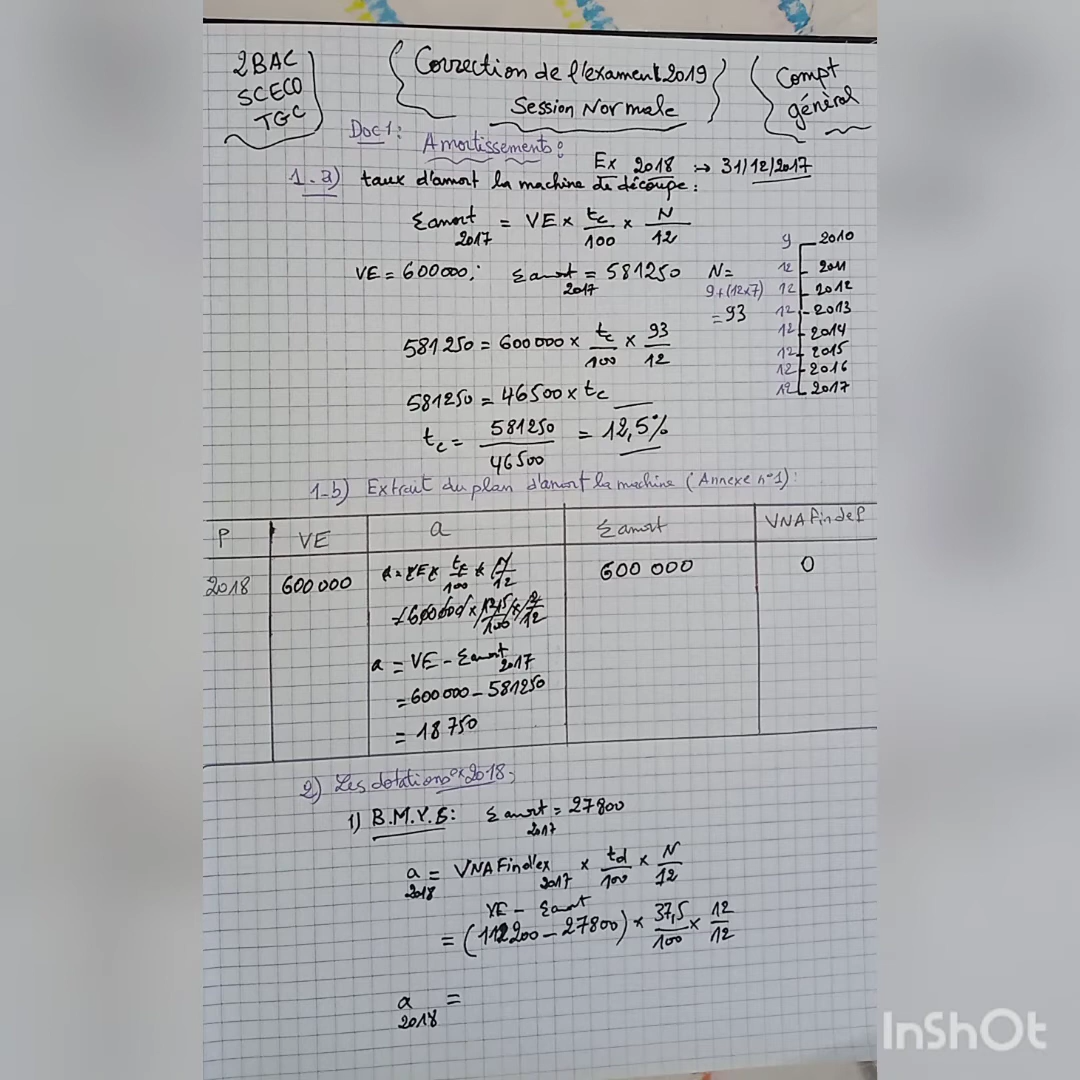 2BAC
SCECO
TGC
Correction de l'examen N.2019
Session Normale
Compt
général
Doc 1: Amortissements:
Ex 2018 → 31/12/2017
1-a) taux d'amort la machine de découpe:
Σamort 2017 = VE × tc/100 × N/12
VE = 600000; Σamort 2017 = 581250
N=
9+(12×7)
= 93
9 - 2010
12 - 2011
12 - 2012
12 - 2013
12 - 2014
12 - 2015
12 - 2016
12 - 2017
581250 = 600000 × tc/100 × 93/12
581250 = 46500 × tc
tc = 581250/46500 = 12,5%
1-b) Extrait du plan d'amort la machine (Annexe n°1):
P VE a Σamort VNA fin de P
2018 600000 a = VE × tc/100 × N/12 600 000 0
a = VE - Σamort 2017
= 600000 - 581250
= 18750
2) Les dotations ex 2018:
1) B.M.Y.B: Σamort 2017 = 27800
a 2018 = VNA Find'ex 2017 × td/100 × N/12
VE - Σamort
= (112200 - 27800) × 37,5/100 × 12/12
a 2018 =
InShOt